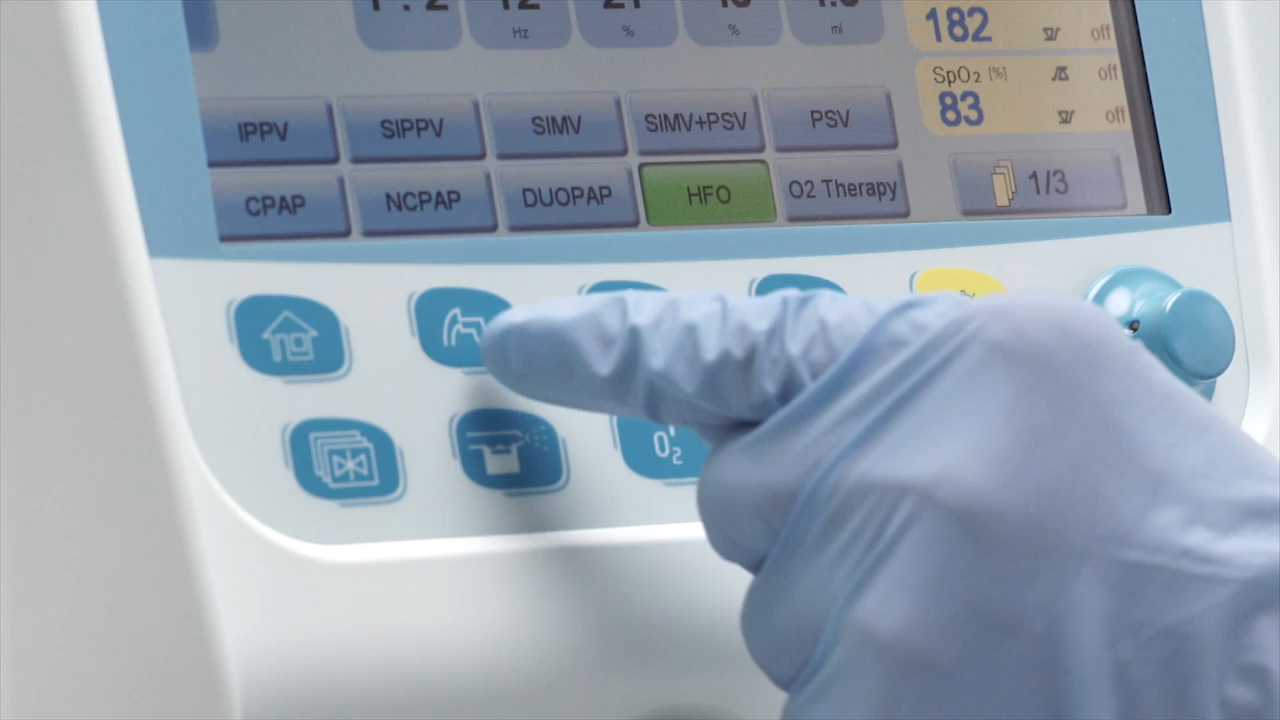 Hz
%
%
ml
182
off
SpO₂ [%]
off
83
off
IPPV
SIPPV
SIMV
SIMV+PSV
PSV
CPAP
NCPAP
DUOPAP
HFO
O2 Therapy
1/3
O₂